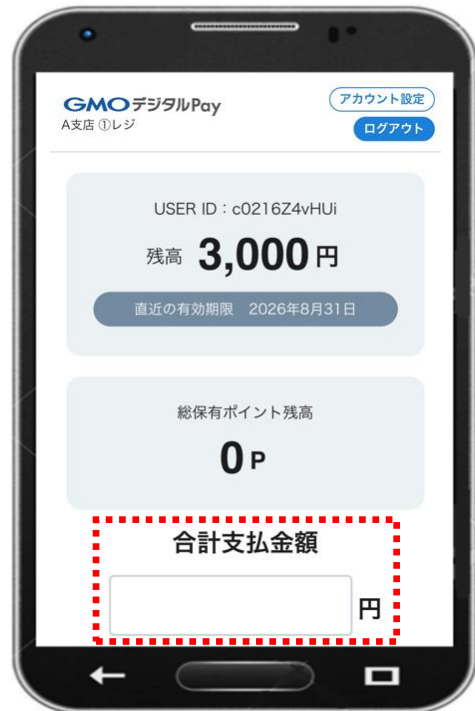 GMOデジタルPay
アカウント設定
A支店 ①レジ
ログアウト
USER ID：c0216Z4vHUi
残高 3,000 円
直近の有効期限 2026年8月31日
総保有ポイント残高
0 P
合計支払金額
円